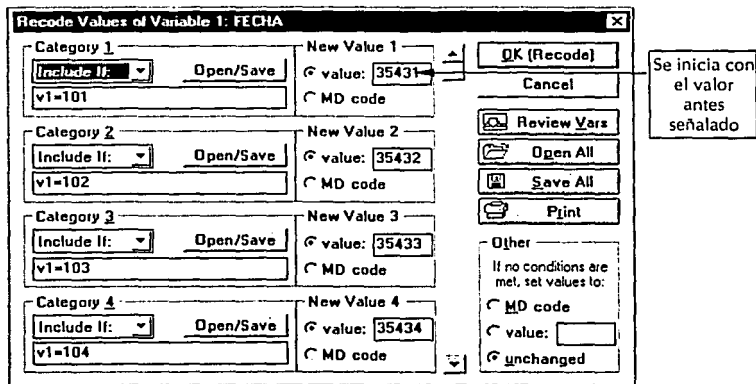 Recode Values of Variable 1: FECHA
Category 1
Include If:
Open/Save
v1=101
New Value 1
value: 35431
MD code
Category 2
Include If:
Open/Save
v1=102
New Value 2
value: 35432
MD code
Category 3
Include If:
Open/Save
v1=103
New Value 3
value: 35433
MD code
Category 4
Include If:
Open/Save
v1=104
New Value 4
value: 35434
MD code
OK (Recode)
Cancel
Review Vars
Open All
Save All
Print
Other
If no conditions are
met, set values to:
MD code
value:
unchanged
Se inicia con
el valor
antes
señalado